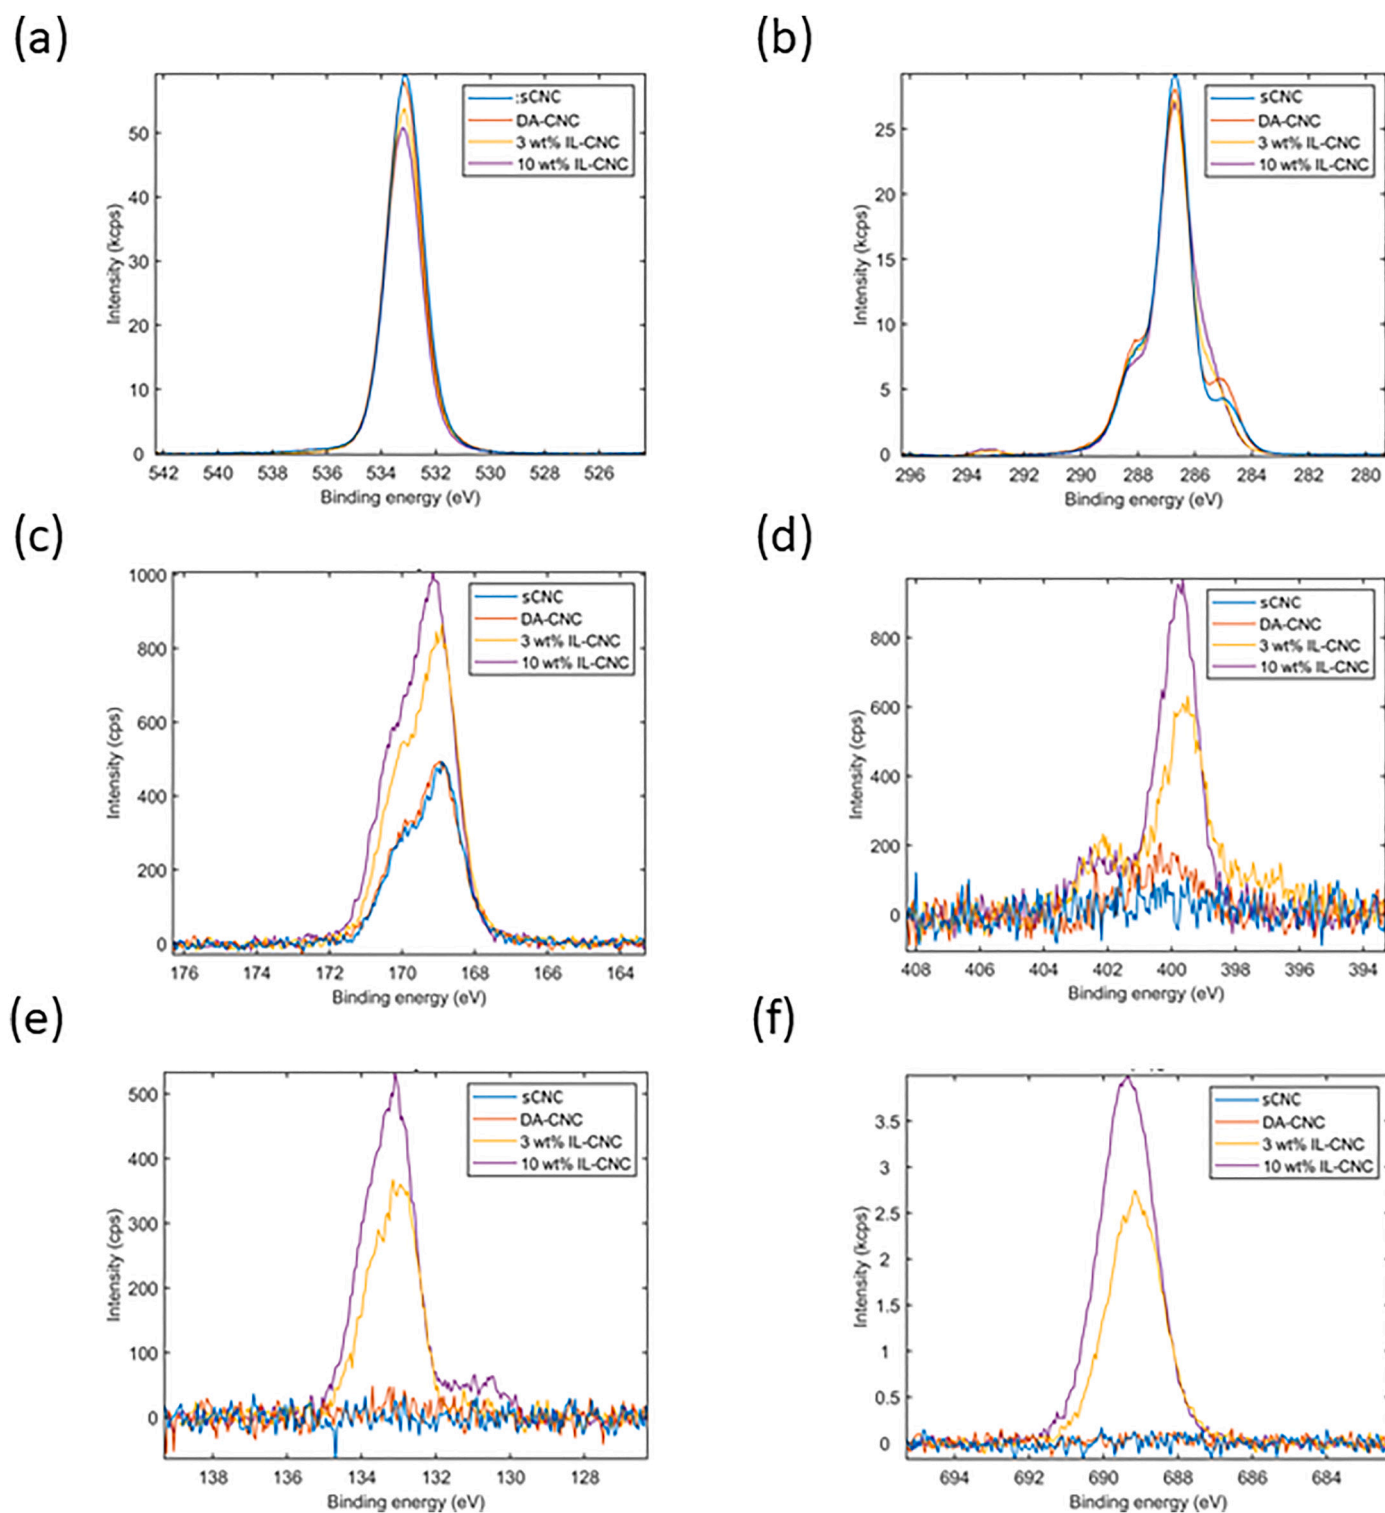 (a)
(b)
:sCNC
DA-CNC
3 wt% IL-CNC
10 wt% IL-CNC
Intensity (kcps)
50
40
30
20
10
0
542 540 536 534 532 530 528 526
Binding energy (eV)
sCNC
DA-CNC
3 wt% IL-CNC
10 wt% IL-CNC
Intensity (kcps)
25
20
15
10
5
0
296 294 292 290 288 286 284 282 280
Binding energy (eV)
(c)
(d)
sCNC
DA-CNC
3 wt% IL-CNC
10 wt% IL-CNC
Intensity (cps)
1000
800
600
400
200
0
176 174 172 170 168 166 164
Binding energy (eV)
sCNC
DA-CNC
3 wt% IL-CNC
10 wt% IL-CNC
Intensity (cps)
800
600
400
200
0
408 406 404 402 400 398 396 394
Binding energy (eV)
(e)
(f)
sCNC
DA-CNC
3 wt% IL-CNC
10 wt% IL-CNC
Intensity (cps)
500
400
300
200
100
0
138 136 134 132 130 128
Binding energy (eV)
sCNC
DA-CNC
3 wt% IL-CNC
10 wt% IL-CNC
Intensity (kcps)
3.5
3
2.5
2
1.5
1
0.5
0
694 692 690 688 686 684
Binding energy (eV)